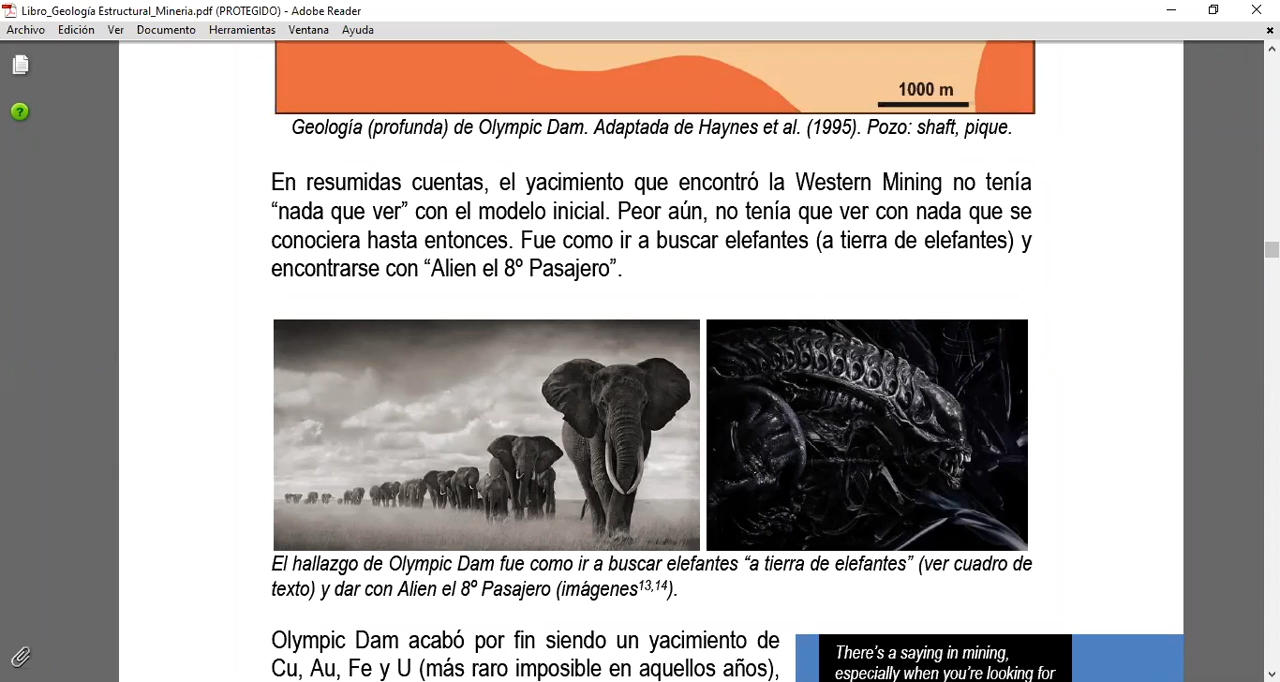 Libro_Geología Estructural_Mineria.pdf (PROTEGIDO) - Adobe Reader
Archivo Edición Ver Documento Herramientas Ventana Ayuda
1000 m
Geología (profunda) de Olympic Dam. Adaptada de Haynes et al. (1995). Pozo: shaft, pique.
En resumidas cuentas, el yacimiento que encontró la Western Mining no tenía
“nada que ver” con el modelo inicial. Peor aún, no tenía que ver con nada que se
conociera hasta entonces. Fue como ir a buscar elefantes (a tierra de elefantes) y
encontrarse con “Alien el 8º Pasajero”.
El hallazgo de Olympic Dam fue como ir a buscar elefantes “a tierra de elefantes” (ver cuadro de
texto) y dar con Alien el 8º Pasajero (imágenes13,14).
Olympic Dam acabó por fin siendo un yacimiento de
Cu, Au, Fe y U (más raro imposible en aquellos años),
There’s a saying in mining,
especially when you’re looking for